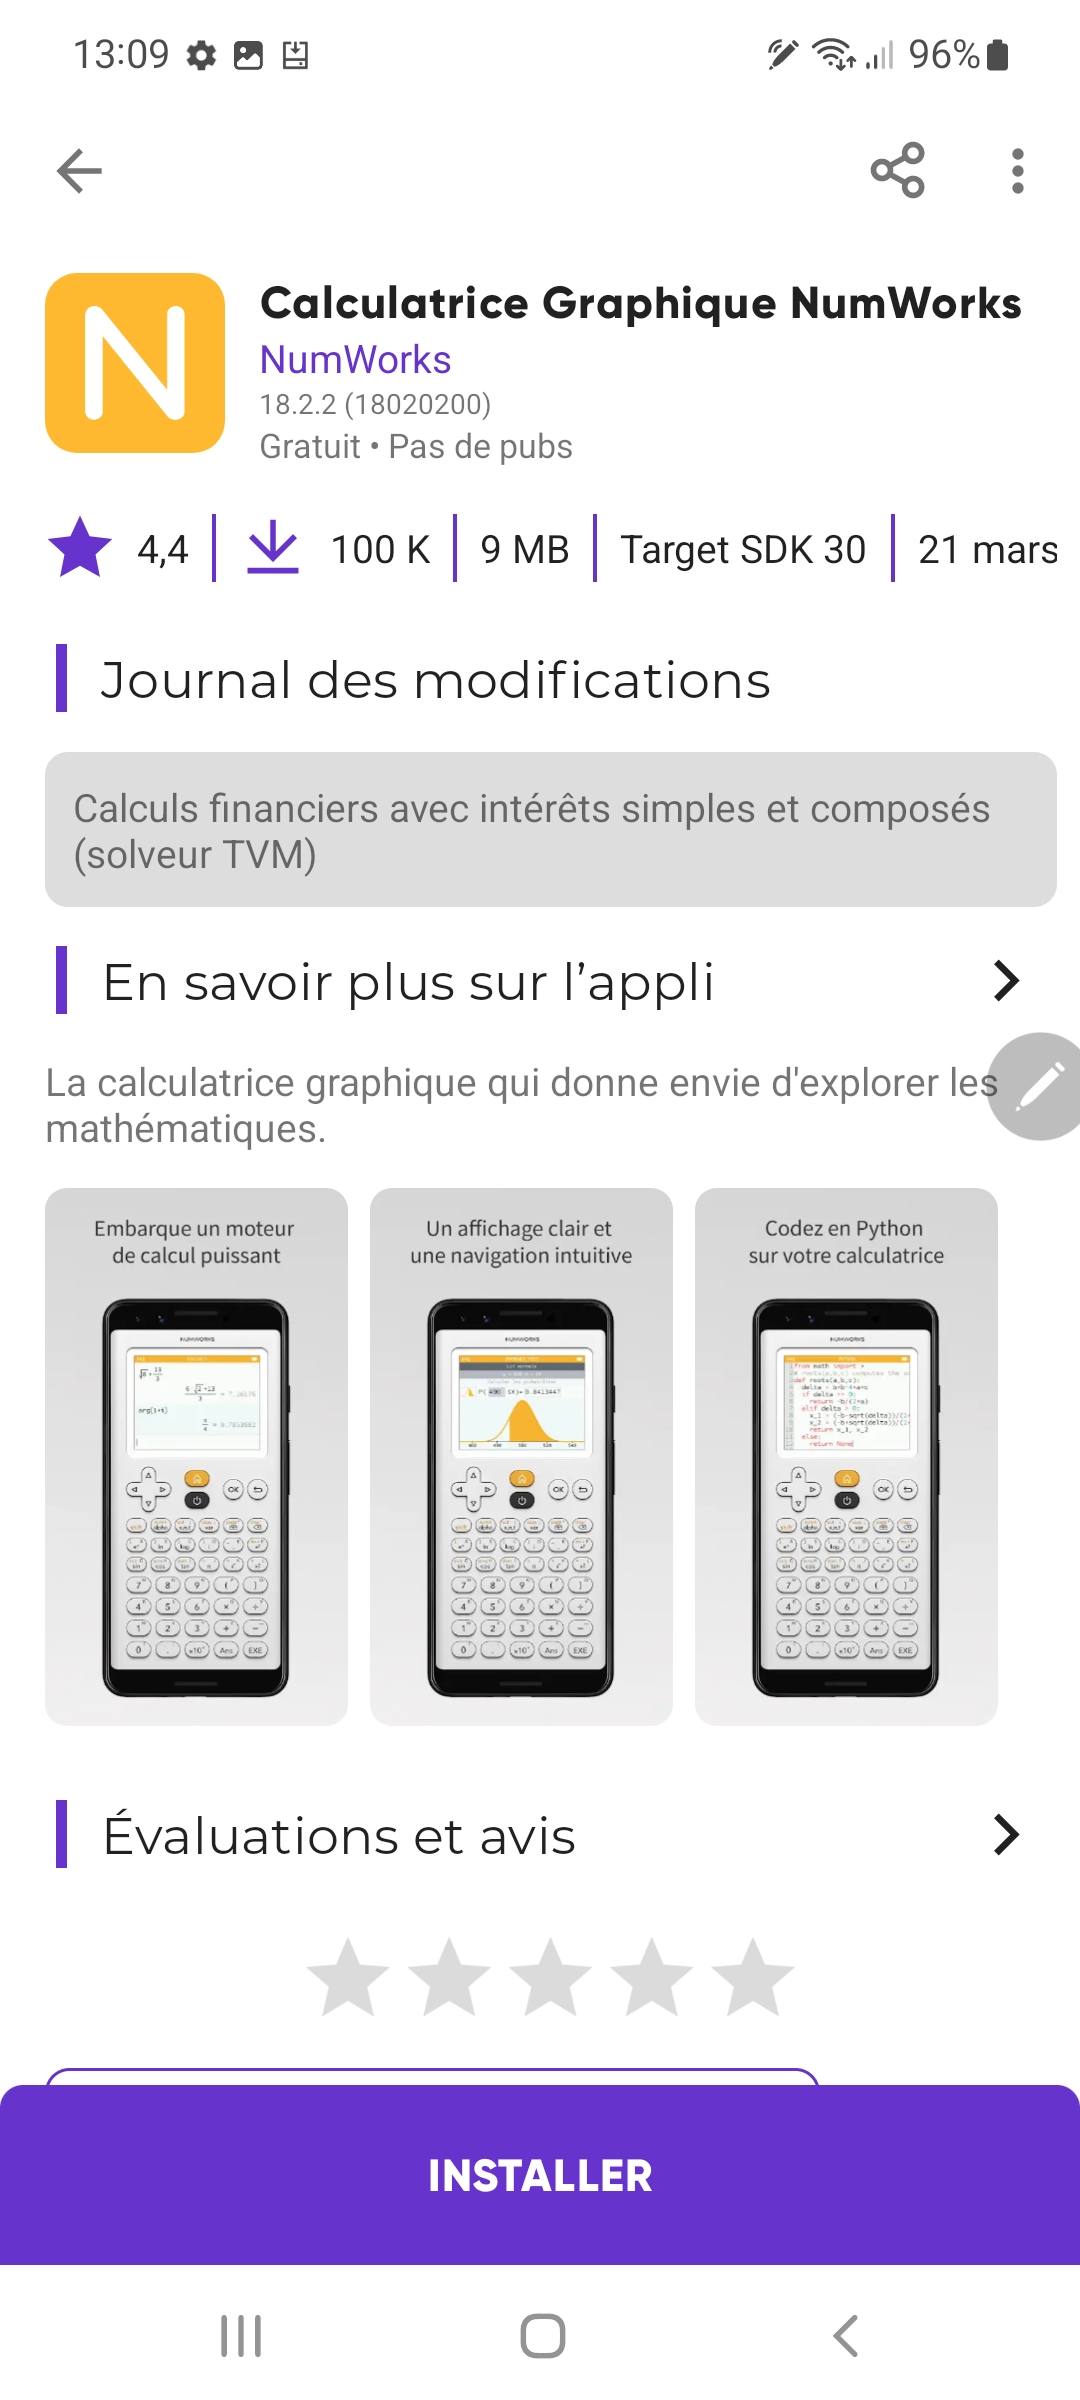 13:09
96%
Calculatrice Graphique NumWorks
NumWorks
18.2.2 (18020200)
Gratuit • Pas de pubs
4,4
100 K
9 MB
Target SDK 30
21 mars
Journal des modifications
Calculs financiers avec intérêts simples et composés
(solveur TVM)
En savoir plus sur l’appli
La calculatrice graphique qui donne envie d'explorer les
mathématiques.
Embarque un moteur
de calcul puissant
Un affichage clair et
une navigation intuitive
Codez en Python
sur votre calculatrice
Évaluations et avis
INSTALLER